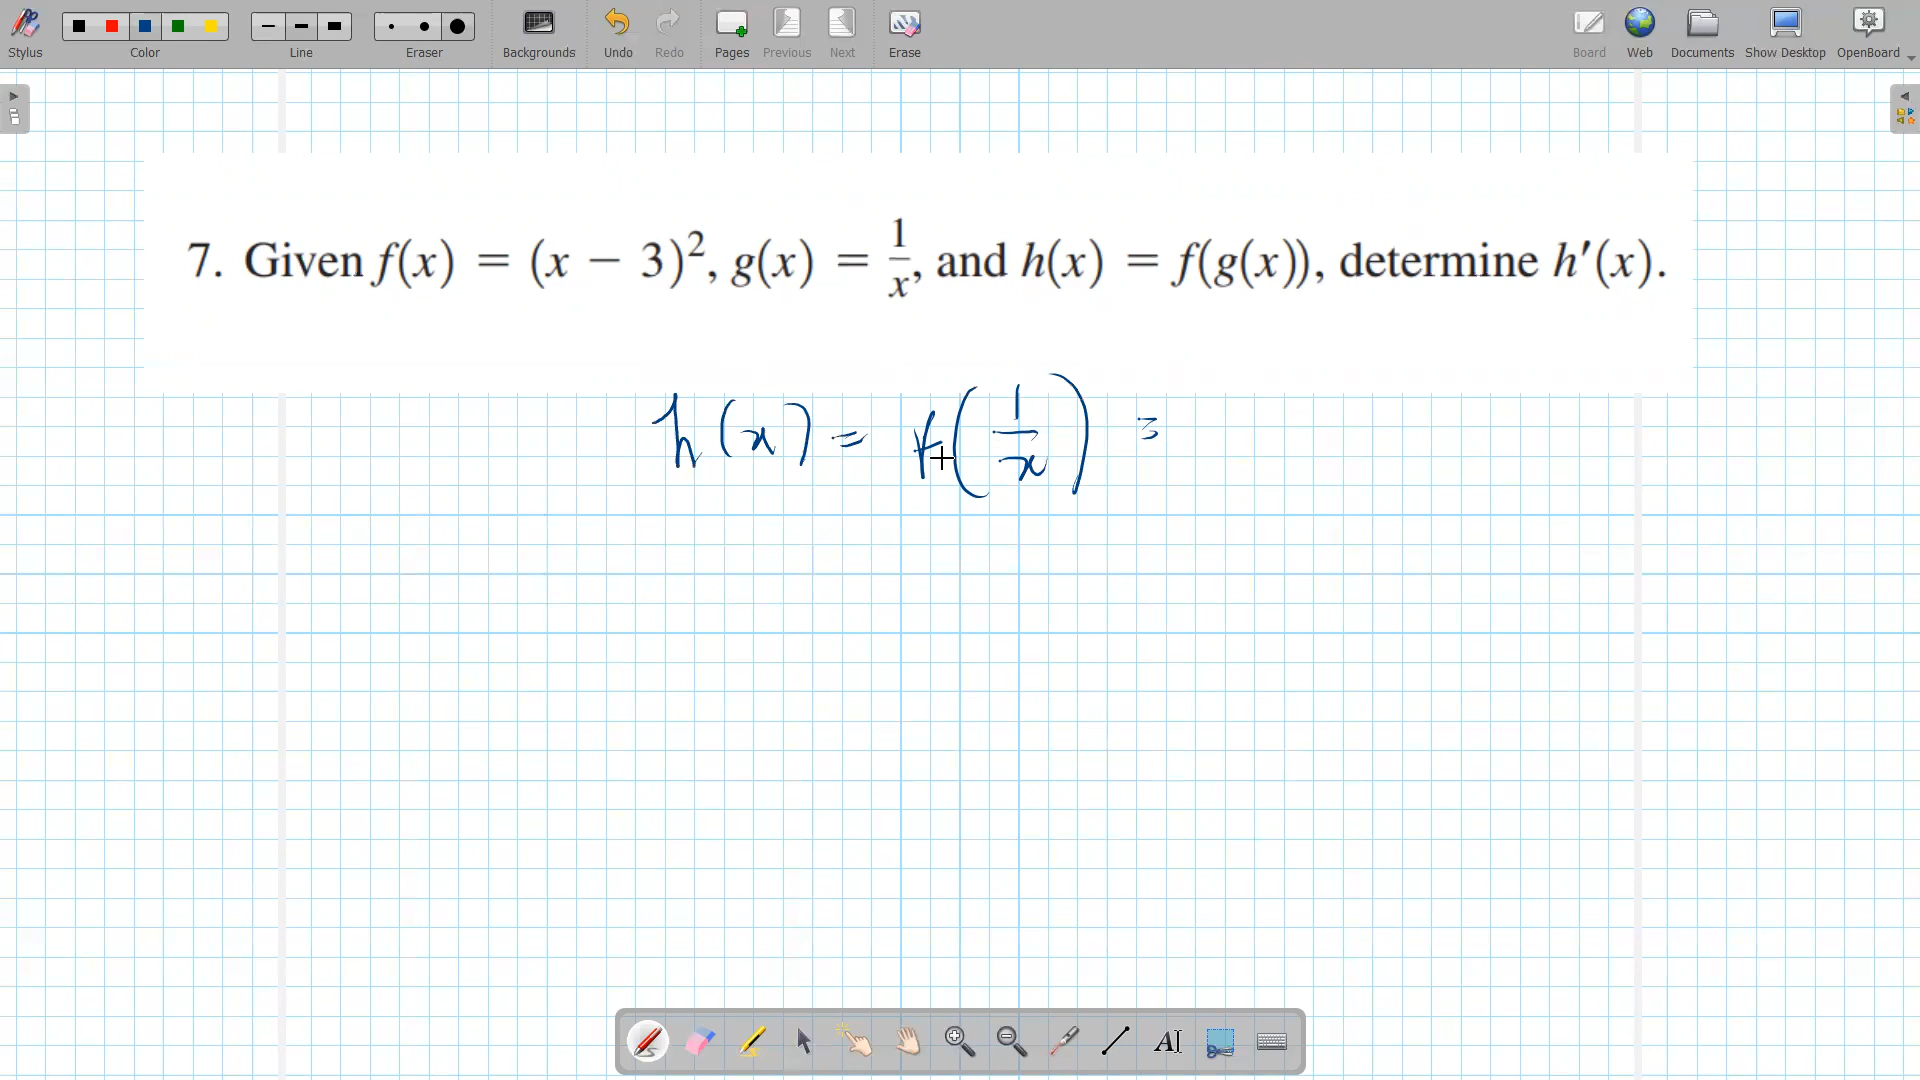 Stylus Color Line Eraser Backgrounds Undo Redo Pages Previous Next Erase Board Web Documents Show Desktop OpenBoard
7. Given f(x) = (x − 3)², g(x) = 1/x, and h(x) = f(g(x)), determine h′(x).
h(x) = f(1/x) =